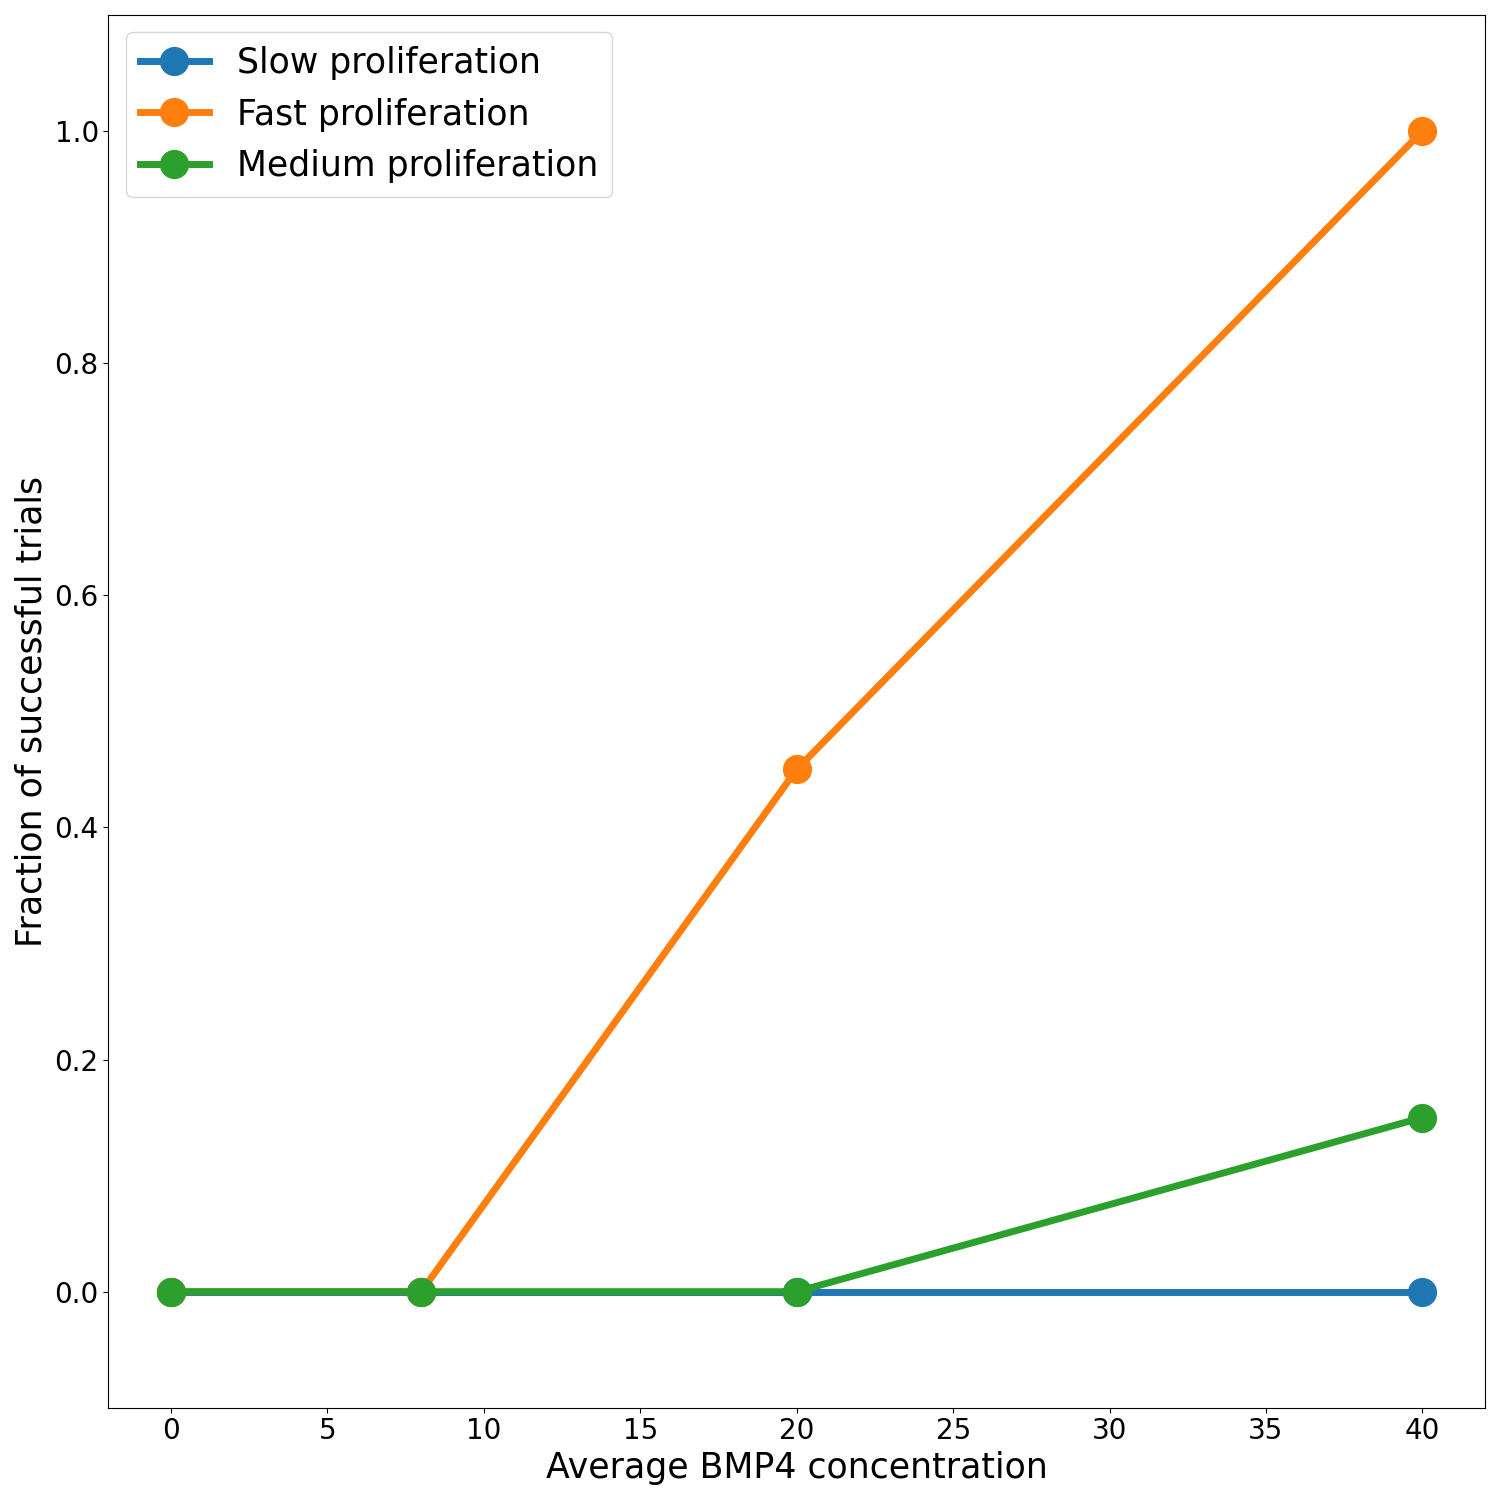 Slow proliferation
Fast proliferation
Medium proliferation
1.0
0.8
0.6
0.4
0.2
0.0
Fraction of successful trials
0 5 10 15 20 25 30 35 40
Average BMP4 concentration